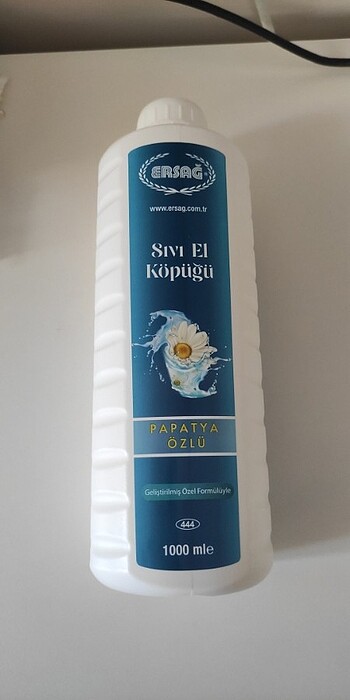 ERSAĞ
www.ersag.com.tr
Sıvı El
Köpüğü
PAPATYA
ÖZLÜ
Geliştirilmiş Özel Formülüyle
444
1000 mle